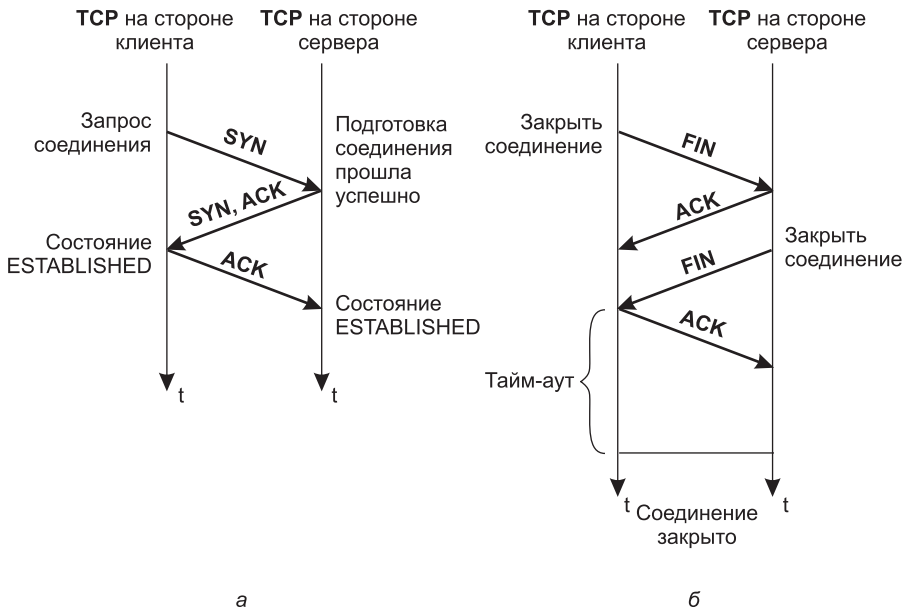 TCP на стороне
клиента
TCP на стороне
сервера
Запрос
соединения
SYN
Подготовка
соединения
прошла
успешно
SYN, ACK
Состояние
ESTABLISHED
ACK
Состояние
ESTABLISHED
t
t
а
TCP на стороне
клиента
TCP на стороне
сервера
Закрыть
соединение
FIN
ACK
Закрыть
соединение
FIN
ACK
Тайм-аут
t
t
Соединение
закрыто
б